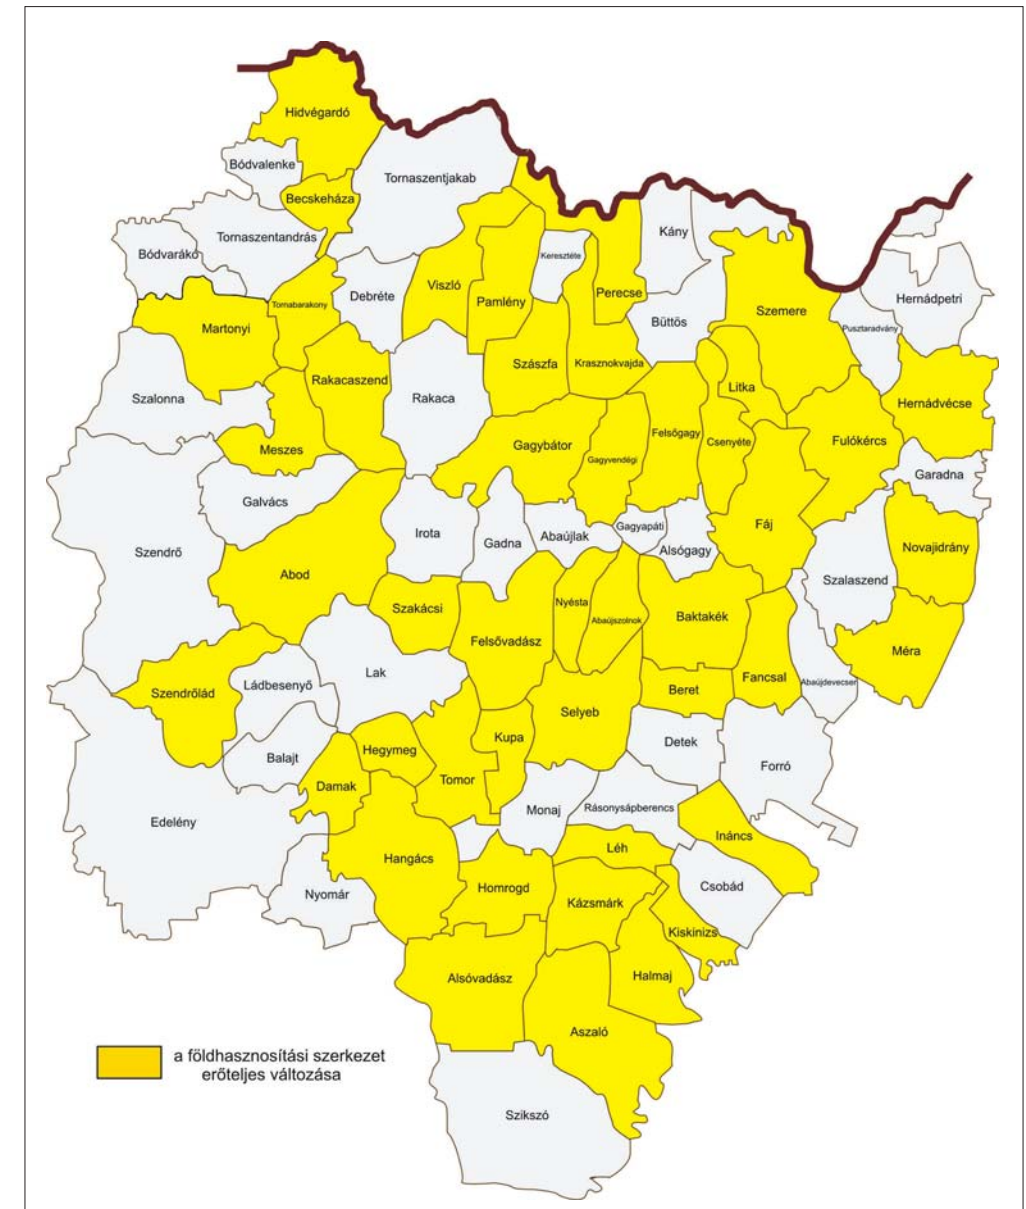 Hidvégardó
Bódvalenke
Tornaszentjakab
Becskeháza
Tornaszentandrás
Bódvarákó
Kány
Keresztéte
Debréte
Viszló
Pamlény
Perecse
Hernádpetri
Tornabarakony
Martonyi
Büttös
Szemere
Pusztaradvány
Szászfa
Krasznokvajda
Rakacaszend
Litka
Szalonna
Rakaca
Hernádvécse
Felsőgagy
Csenyéte
Fulókércs
Gagybátor
Meszes
Gagyvendégi
Garadna
Galvács
Fáj
Gagyapáti
Irota
Abaújlak
Gadna
Alsógagy
Novajidrány
Szendrő
Abod
Szalaszend
Nyésta
Szakácsi
Abaújszolnok
Baktakék
Felsővadász
Méra
Lak
Fancsal
Abaújdevecser
Ládbesenyő
Szendrőlád
Beret
Selyeb
Kupa
Detek
Hegymeg
Balajt
Forró
Tomor
Damak
Monaj
Rásonysápberencs
Edelény
Ináncs
Léh
Hangács
Homrogd
Csobád
Nyomár
Kázsmárk
Kiskinizs
Alsóvadász
Halmaj
Aszaló
a földhasznosítási szerkezet
erőteljes változása
Szikszó